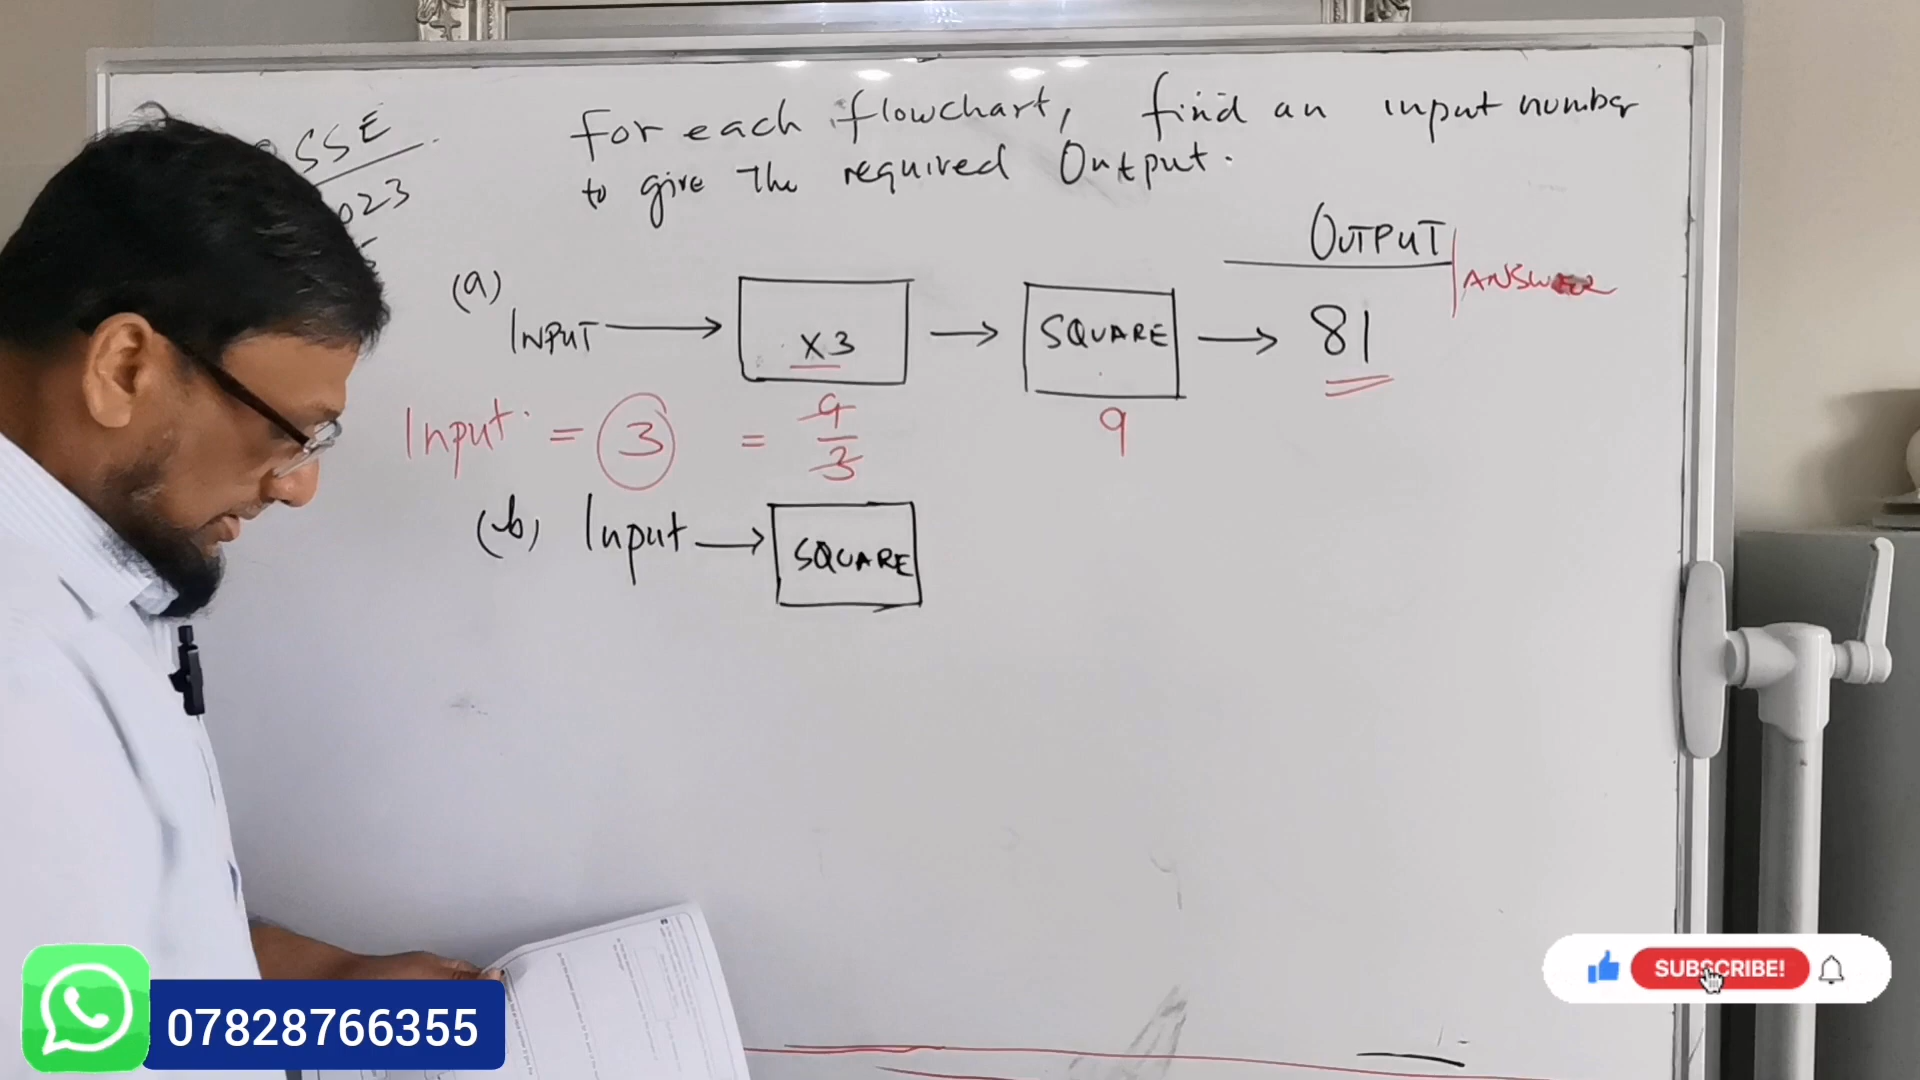 SSE
023
For each flowchart, find an input number
to give the required Output.
OUTPUT
ANSWER
(a)
INPUT → x3 → SQUARE → 81
Input = 3 = 9/3 9
(b) Input → SQUARE
07828766355
SUBSCRIBE!